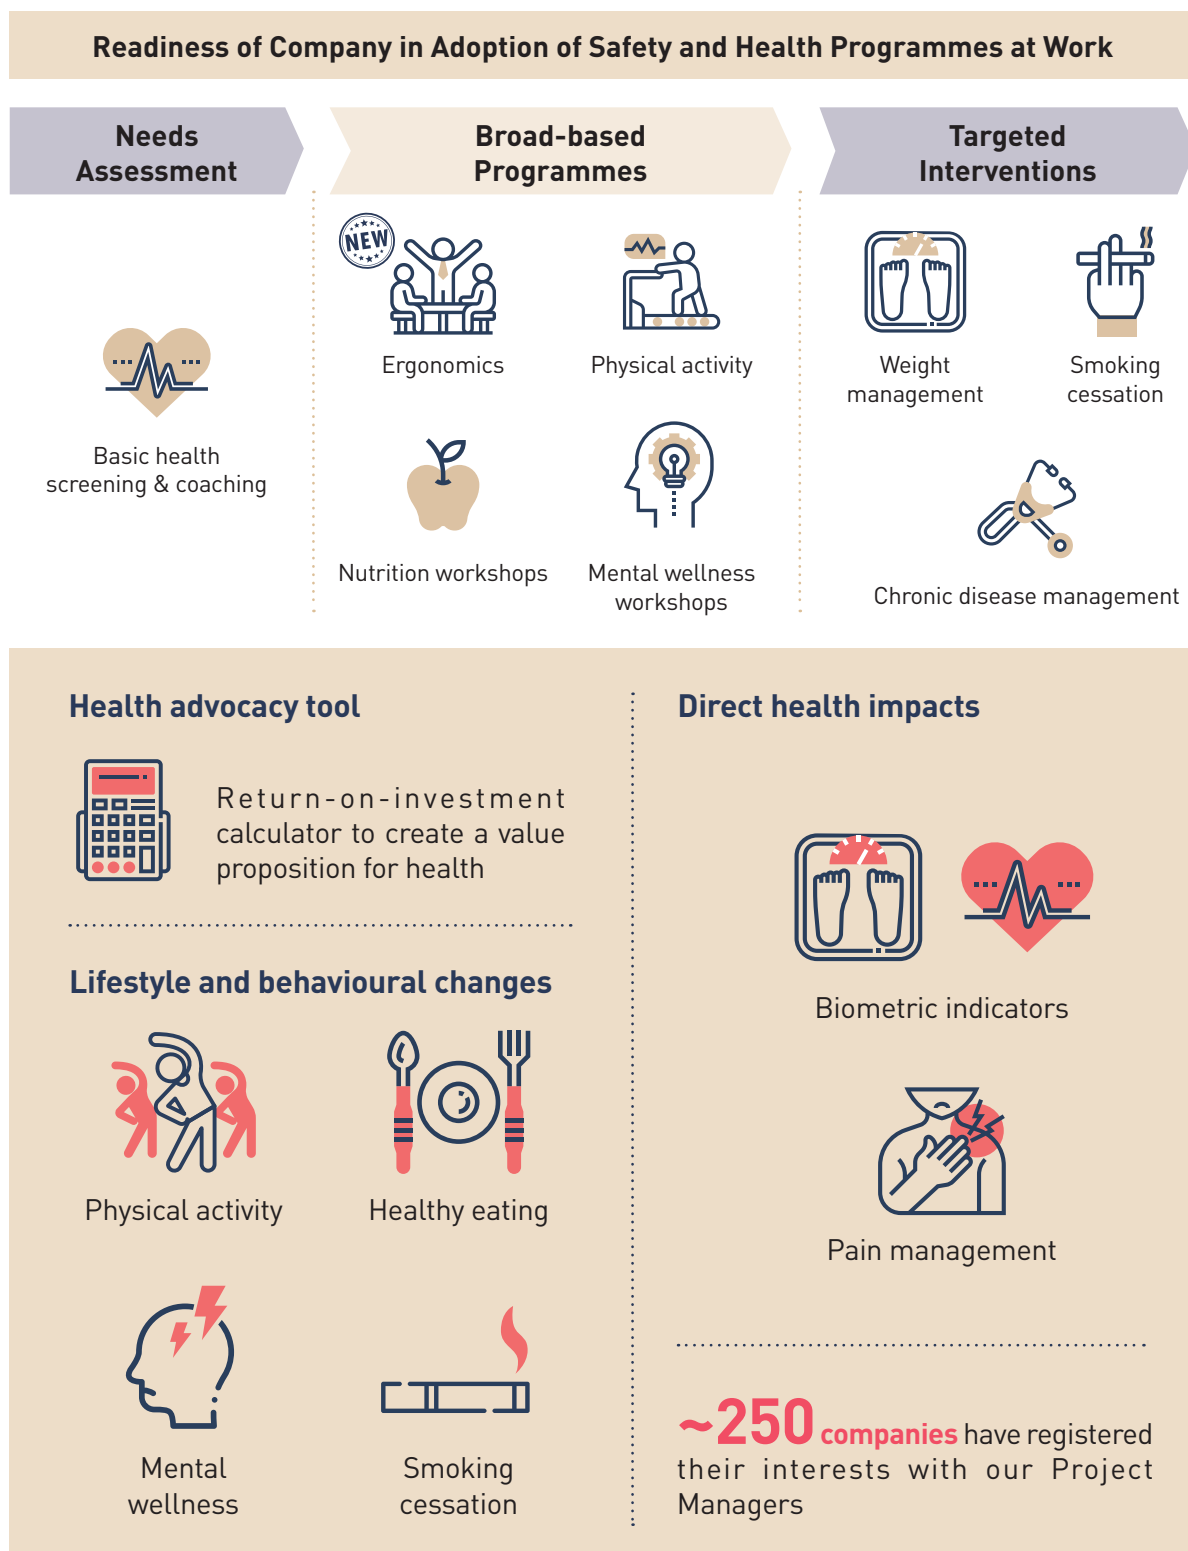 Readiness of Company in Adoption of Safety and Health Programmes at Work
Needs
Assessment
Broad-based
Programmes
Targeted
Interventions
Basic health
screening & coaching
NEW
Ergonomics
Physical activity
Nutrition workshops
Mental wellness
workshops
Weight
management
Smoking
cessation
Chronic disease management
Health advocacy tool
Return-on-investment
calculator to create a value
proposition for health
Lifestyle and behavioural changes
Physical activity
Healthy eating
Mental
wellness
Smoking
cessation
Direct health impacts
Biometric indicators
Pain management
~250 companies have registered
their interests with our Project
Managers